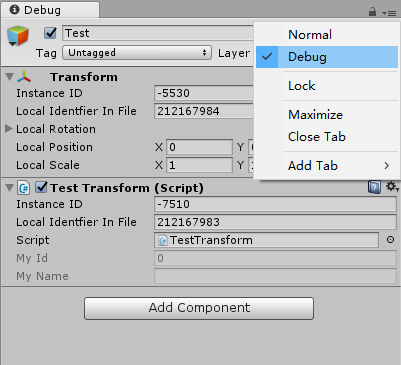 Debug
Test
Tag Untagged Layer
Normal
Debug
Lock
Maximize
Close Tab
Add Tab
Transform
Instance ID -5530
Local Identfier In File 212167984
Local Rotation
Local Position X 0 Y
Local Scale X 1 Y
Test Transform (Script)
Instance ID -7510
Local Identfier In File 212167983
Script TestTransform
My Id 0
My Name
Add Component